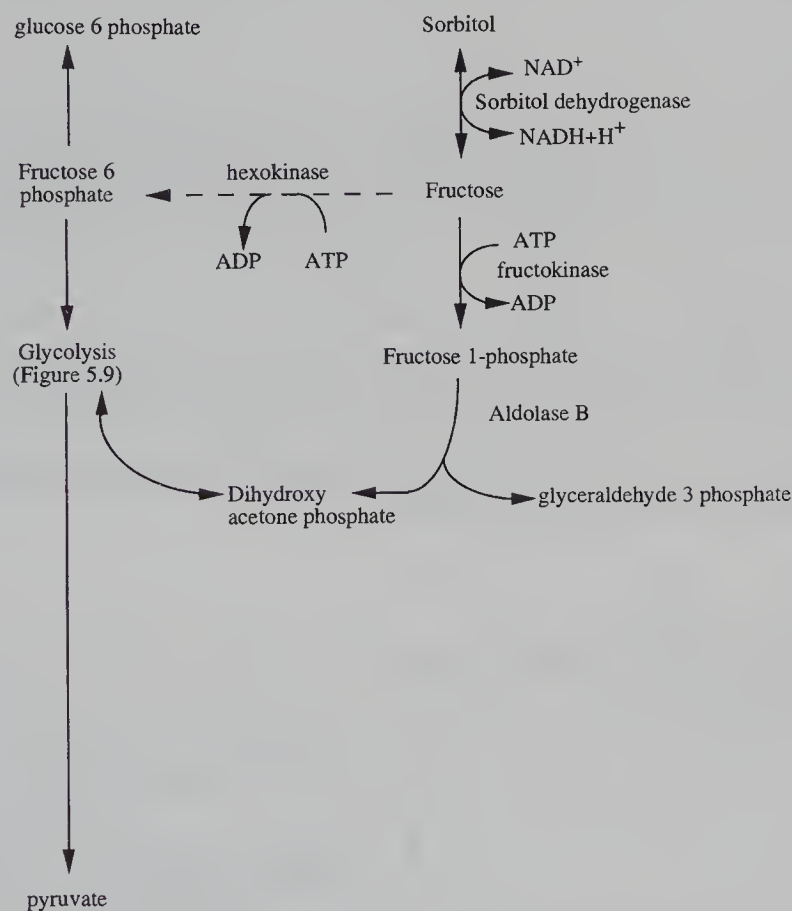 glucose 6 phosphate
Sorbitol
NAD+
Sorbitol dehydrogenase
NADH+H+
Fructose 6
phosphate
hexokinase
Fructose
ADP
ATP
ATP
fructokinase
ADP
Glycolysis
(Figure 5.9)
Fructose 1-phosphate
Aldolase B
Dihydroxy
acetone phosphate
glyceraldehyde 3 phosphate
pyruvate